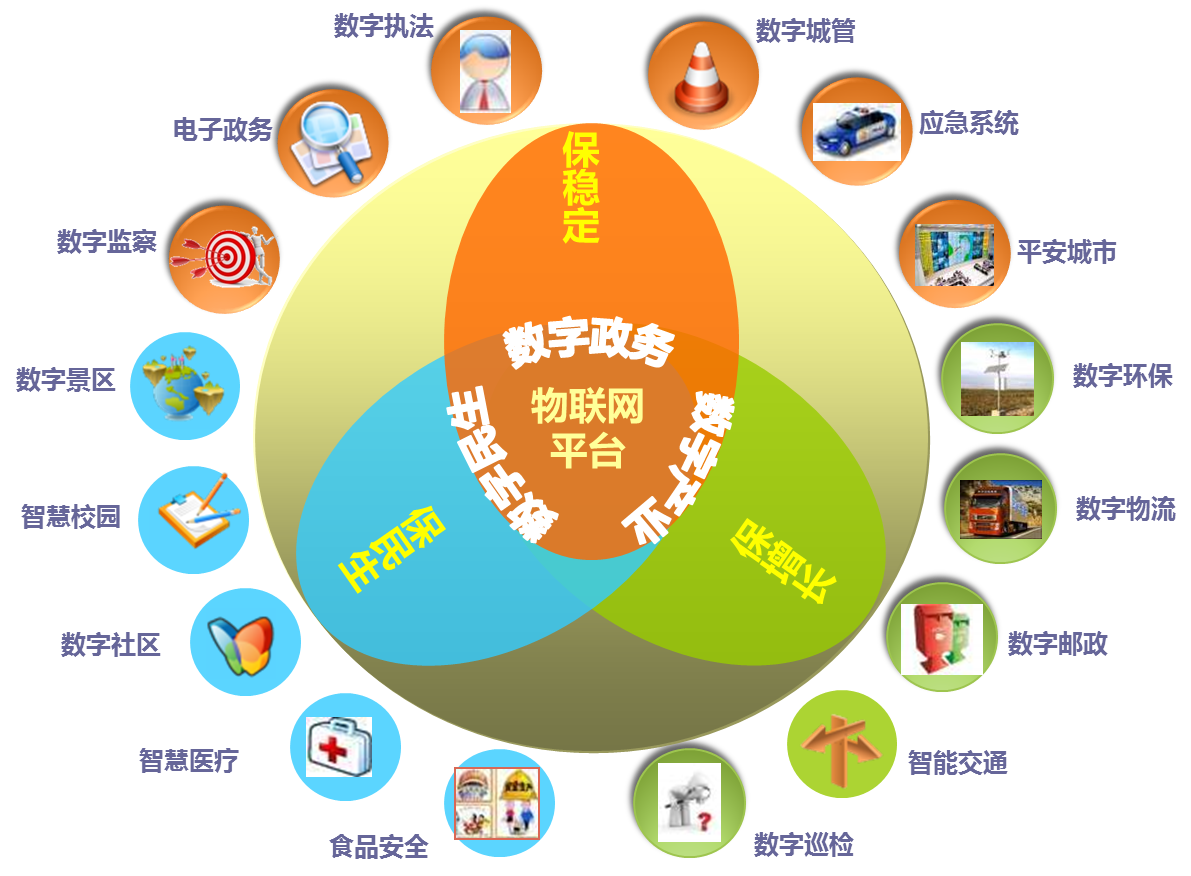 数字执法
数字城管
电子政务
应急系统
数字监察
平安城市
数字景区
数字环保
智慧校园
数字物流
数字社区
数字邮政
智慧医疗
智能交通
食品安全
数字巡检
保稳定
数字政务
物联网
平台
数字民生
数字产业
保民生
保增长